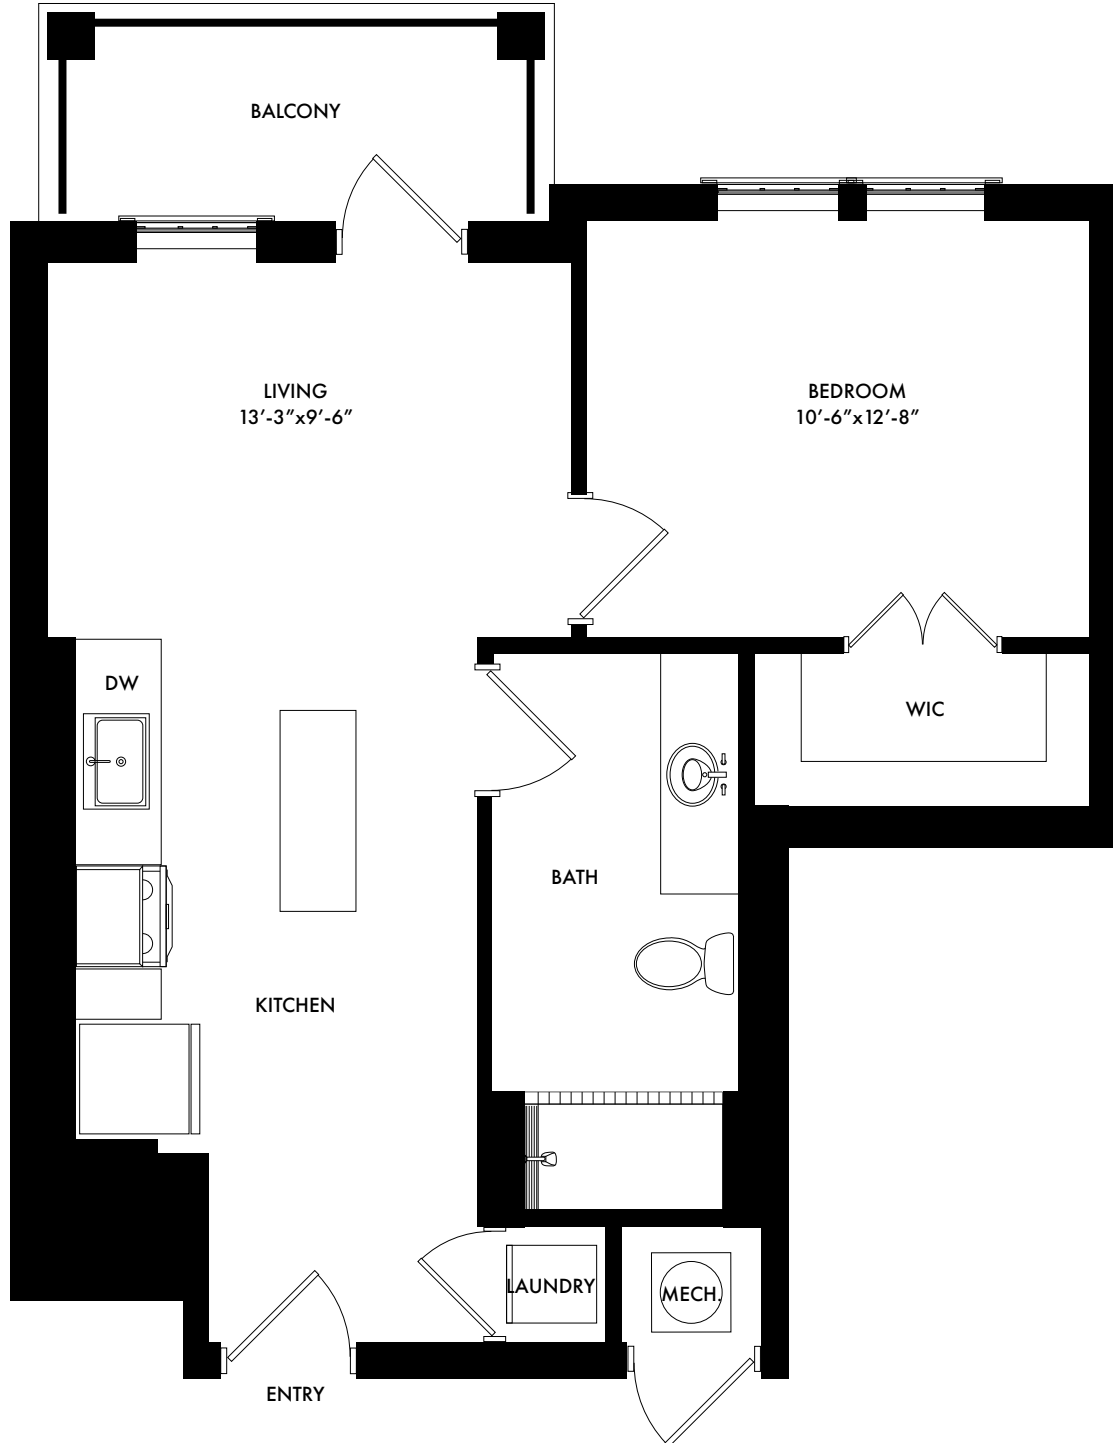 BALCONY
LIVING
13′-3″x9′-6″
BEDROOM
10′-6″x12′-8″
DW
WIC
BATH
KITCHEN
LAUNDRY
MECH.
ENTRY